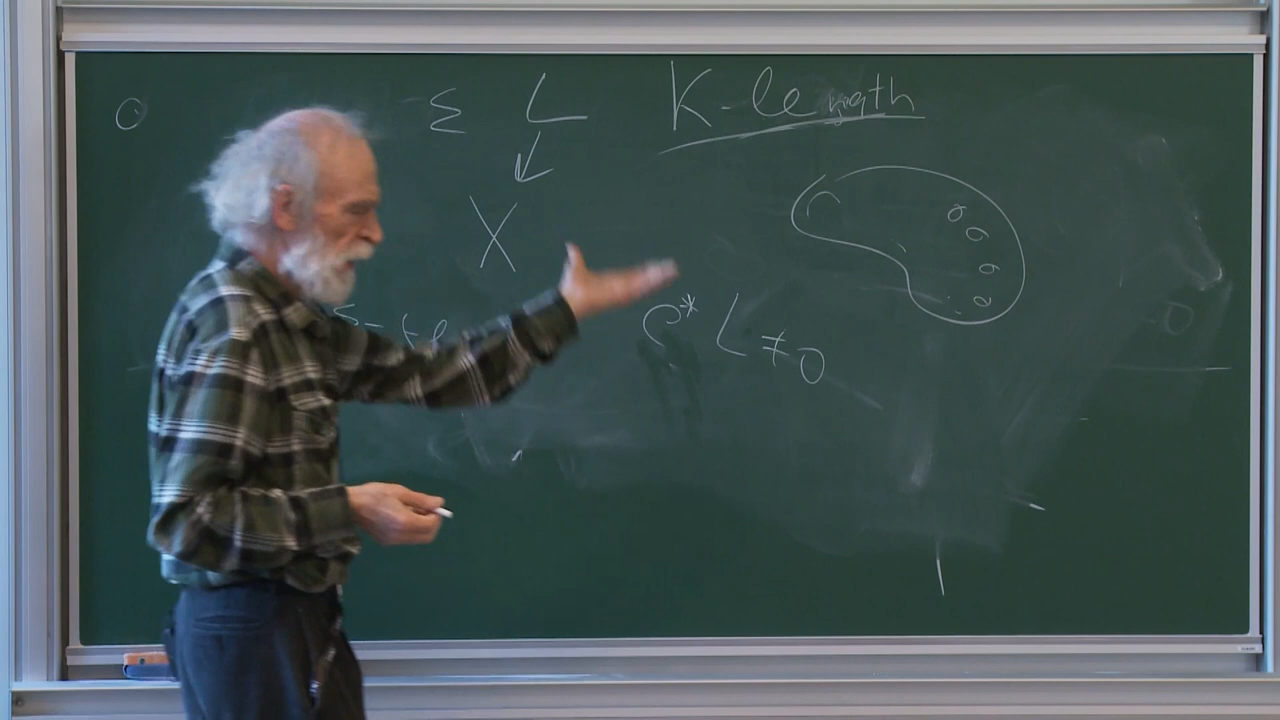 Σ L K-length
↓
X
C* L ≠ 0